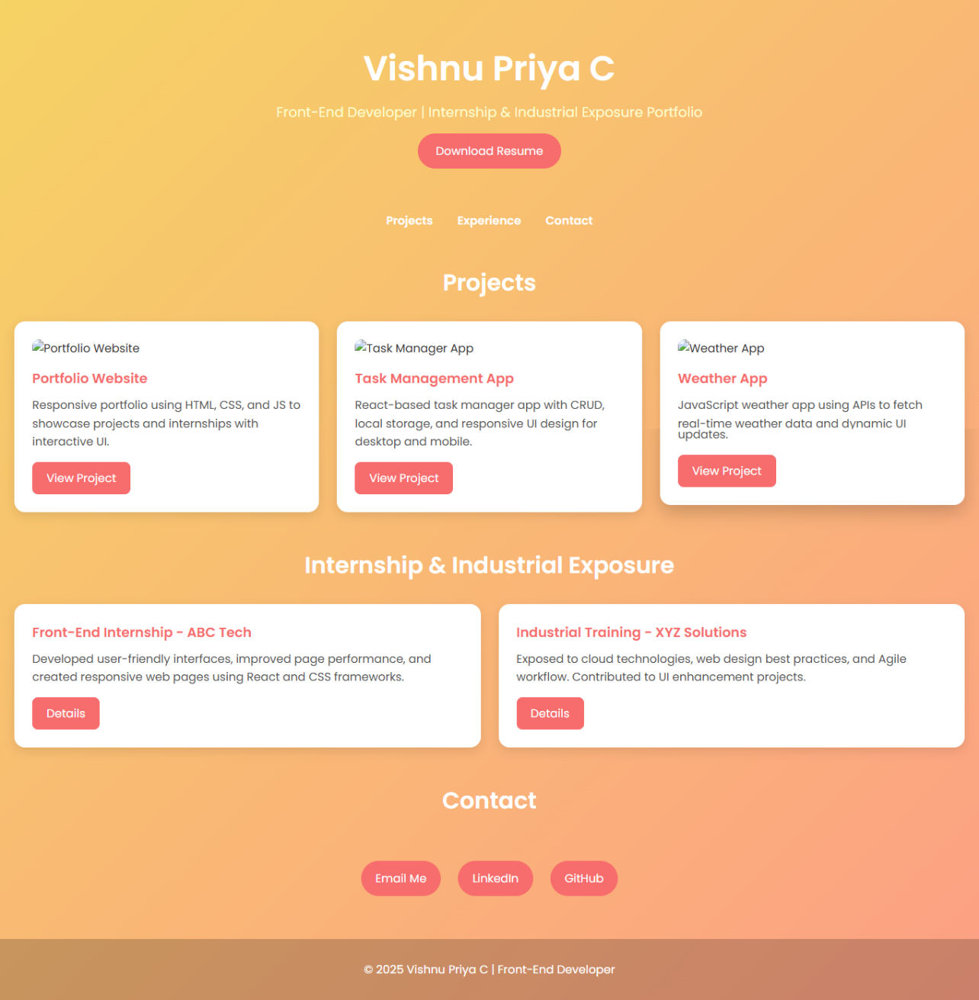 Vishnu Priya C
Front-End Developer | Internship & Industrial Exposure Portfolio
Download Resume
Projects Experience Contact
Projects
Portfolio Website
Portfolio Website
Responsive portfolio using HTML, CSS, and JS to
showcase projects and internships with
interactive UI.
View Project
Task Manager App
Task Management App
React-based task manager app with CRUD,
local storage, and responsive UI design for
desktop and mobile.
View Project
Weather App
Weather App
JavaScript weather app using APIs to fetch
real-time weather data and dynamic UI
updates.
View Project
Internship & Industrial Exposure
Front-End Internship - ABC Tech
Developed user-friendly interfaces, improved page performance, and
created responsive web pages using React and CSS frameworks.
Details
Industrial Training - XYZ Solutions
Exposed to cloud technologies, web design best practices, and Agile
workflow. Contributed to UI enhancement projects.
Details
Contact
Email Me LinkedIn GitHub
© 2025 Vishnu Priya C | Front-End Developer